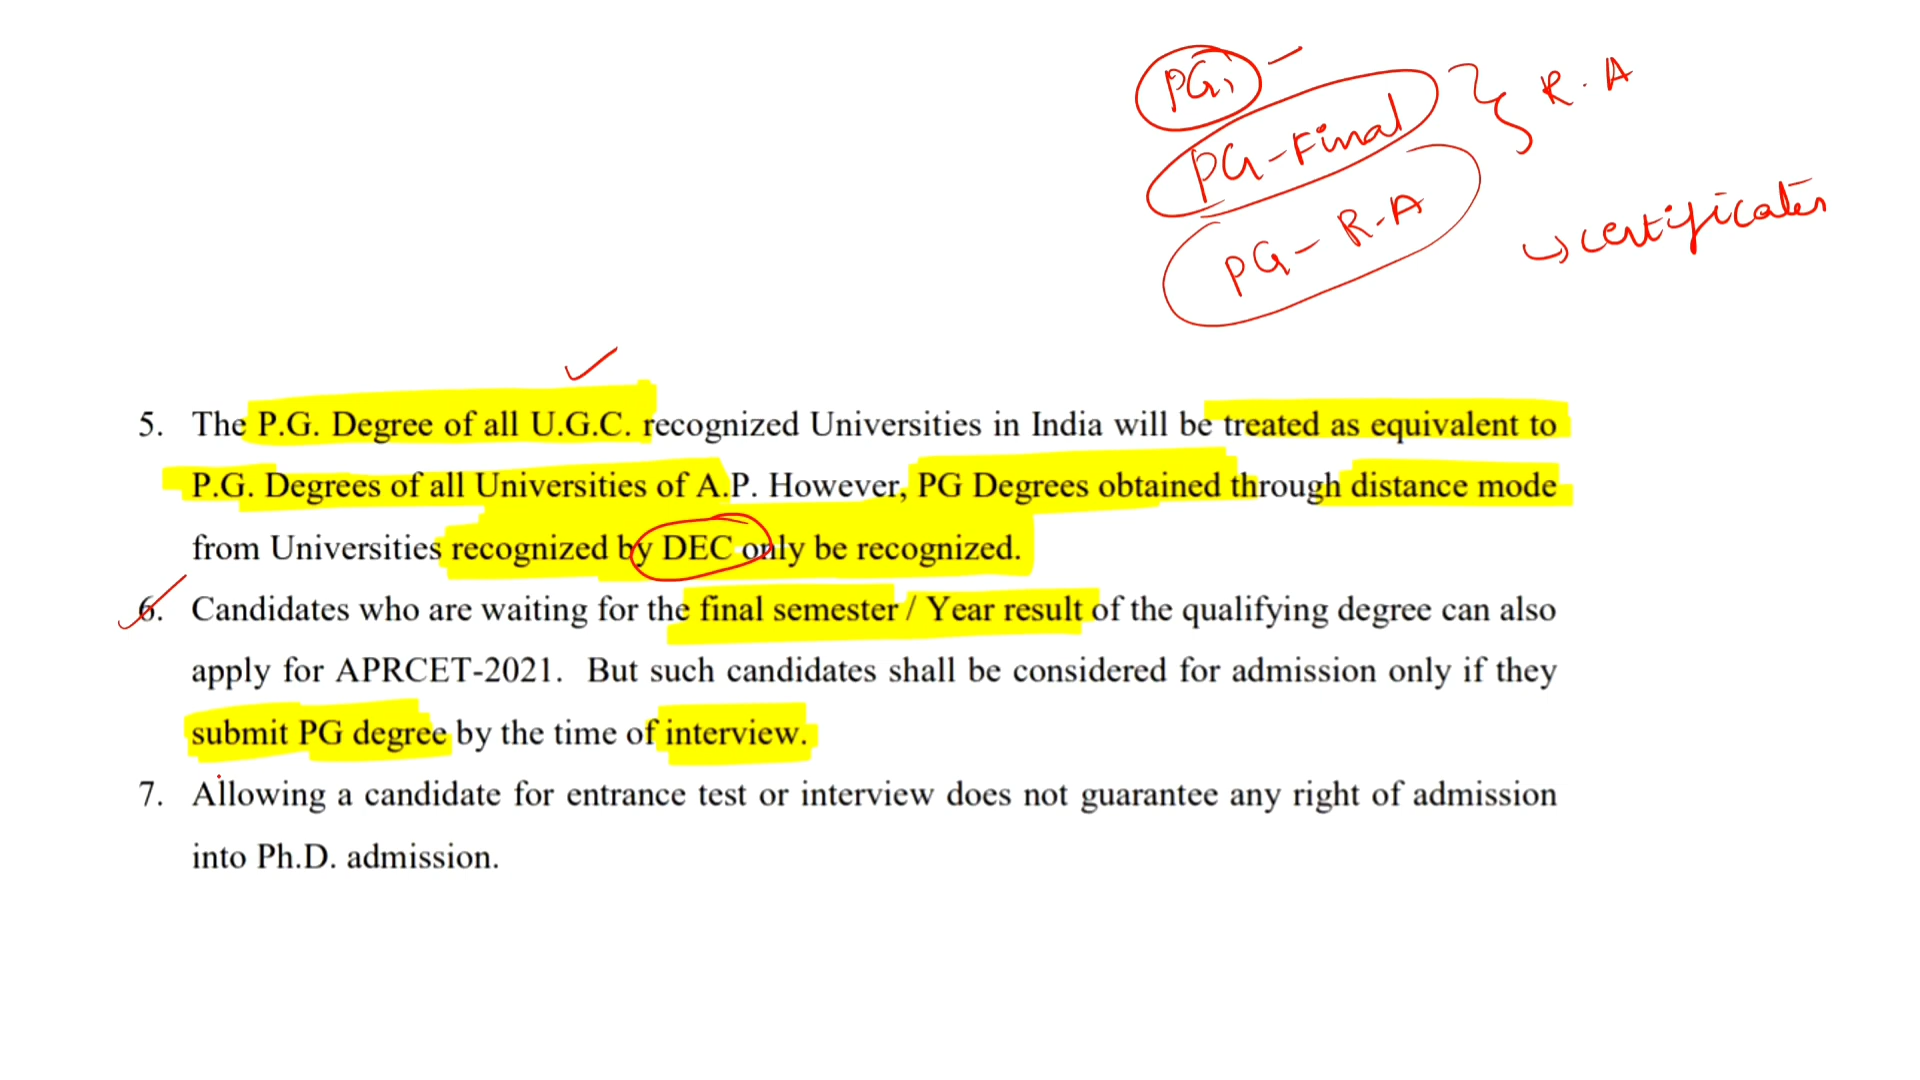 PG,
PG-Final
R.A
PG-R.A
certificates
5. The P.G. Degree of all U.G.C. recognized Universities in India will be treated as equivalent to
P.G. Degrees of all Universities of A.P. However, PG Degrees obtained through distance mode
from Universities recognized by DEC only be recognized.
6. Candidates who are waiting for the final semester / Year result of the qualifying degree can also
apply for APRCET-2021. But such candidates shall be considered for admission only if they
submit PG degree by the time of interview.
7. Allowing a candidate for entrance test or interview does not guarantee any right of admission
into Ph.D. admission.